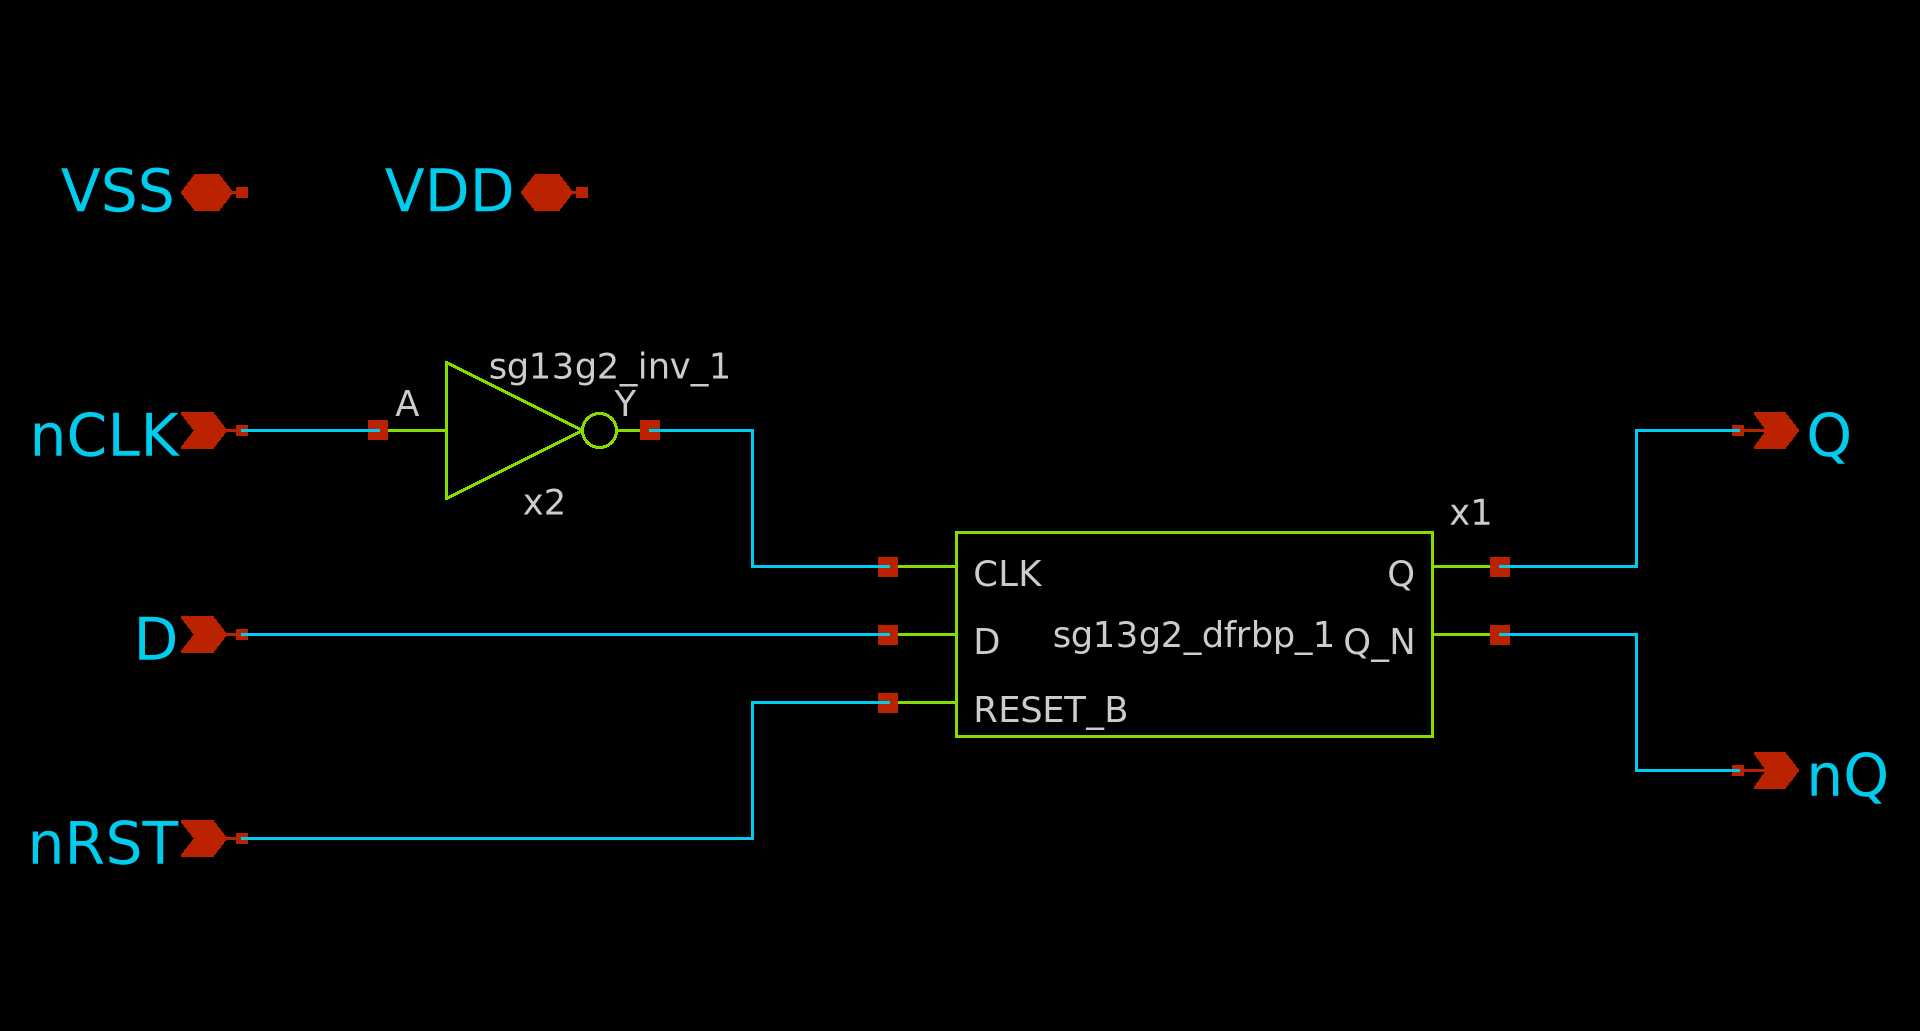 VSS VDD
sg13g2_inv_1
A Y
nCLK Q
x2 x1
CLK Q
D D sg13g2_dfrbp_1 Q_N
RESET_B
nQ
nRST